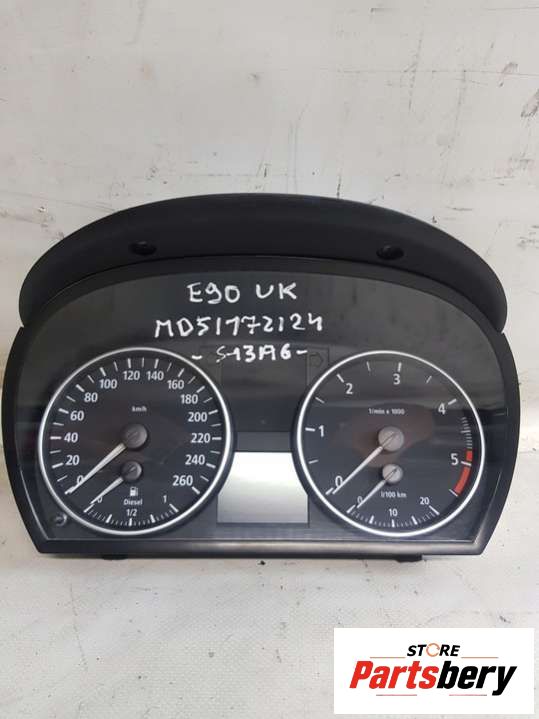 E90 UK
MD51172124
- S13A6 -
0 20 40 60 80 100 120 140 160 180 200 220 240 260
km/h
0 1/2 1
Diesel
0 1 2 3 4 5
1/min x 1000
0 10 20
l/100 km
STORE
Partsbery